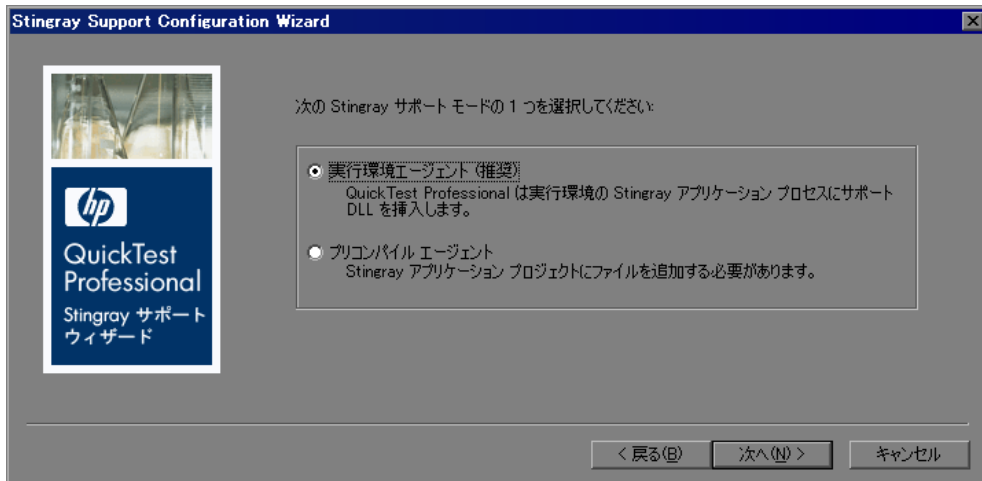 Stingray Support Configuration Wizard
次の Stingray サポート モードの 1 つを選択してください:
実行環境エージェント (推奨)
QuickTest Professional は実行環境の Stingray アプリケーション プロセスにサポート
DLL を挿入します。
プリコンパイル エージェント
Stingray アプリケーション プロジェクトにファイルを追加する必要があります。
hp
QuickTest
Professional
Stingray サポート
ウィザード
< 戻る(B)
次へ(N) >
キャンセル